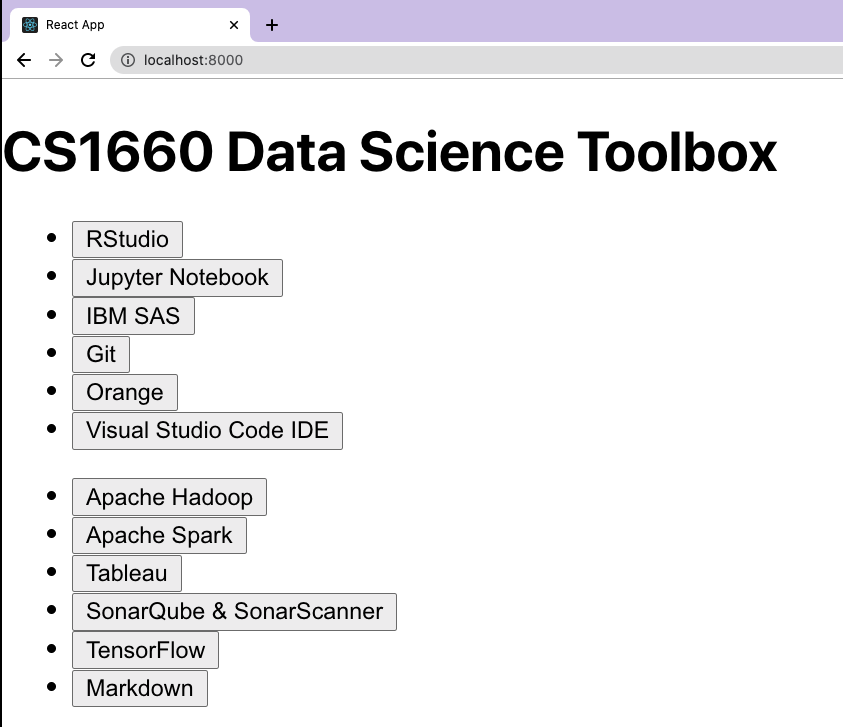 React App
localhost:8000
CS1660 Data Science Toolbox
RStudio
Jupyter Notebook
IBM SAS
Git
Orange
Visual Studio Code IDE
Apache Hadoop
Apache Spark
Tableau
SonarQube & SonarScanner
TensorFlow
Markdown